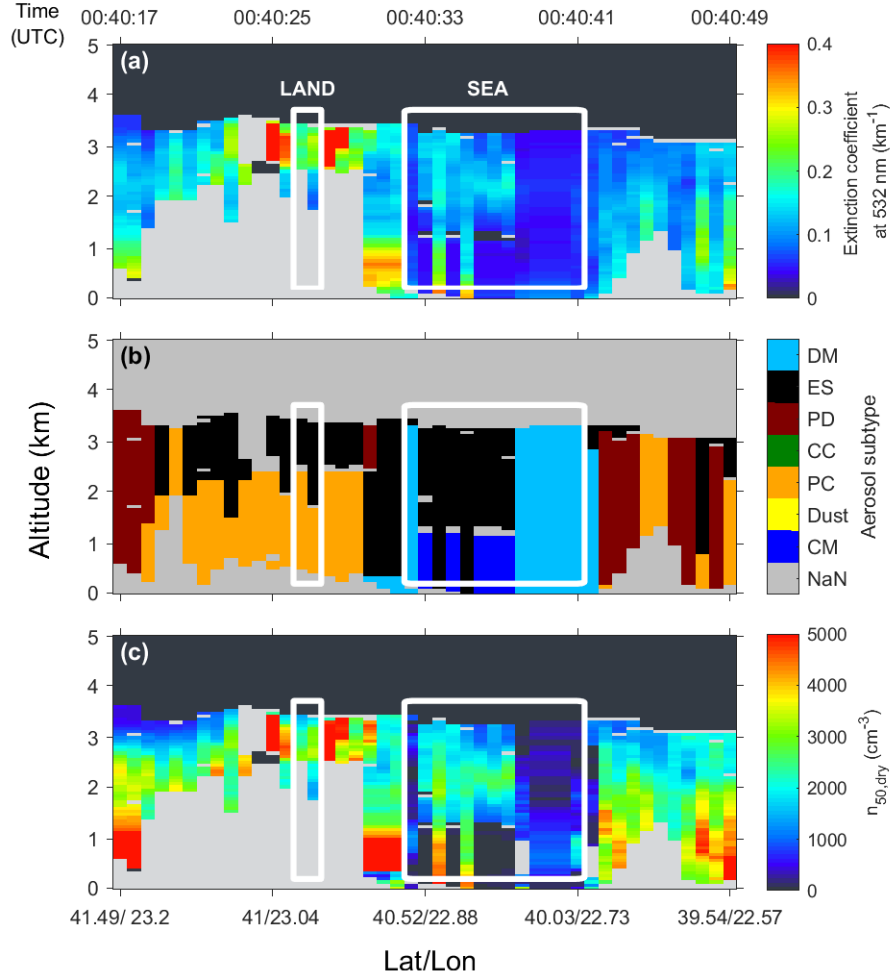 Time
(UTC)
00:40:17 00:40:25 00:40:33 00:40:41 00:40:49
(a)
LAND SEA
5
4
3
2
1
0
0.4
0.3
0.2
0.1
0
Extinction coefficient
at 532 nm (km⁻¹)
(b)
5
4
3
2
1
0
Altitude (km)
DM
ES
PD
CC
PC
Dust
CM
NaN
Aerosol subtype
(c)
5
4
3
2
1
0
5000
4000
3000
2000
1000
0
n50,dry (cm⁻³)
41.49/ 23.2 41/23.04 40.52/22.88 40.03/22.73 39.54/22.57
Lat/Lon